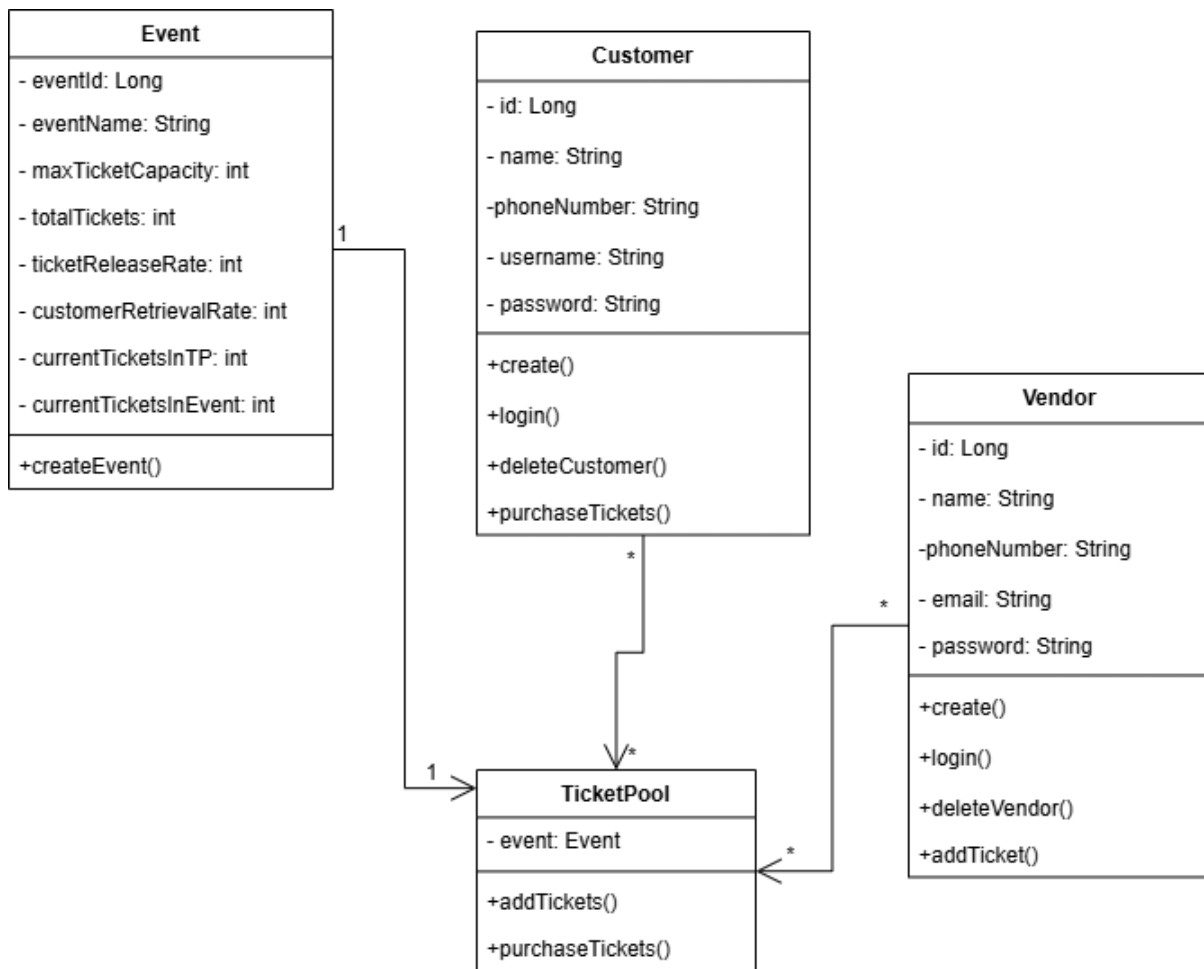 Event
- eventId: Long
- eventName: String
- maxTicketCapacity: int
- totalTickets: int
- ticketReleaseRate: int
- customerRetrievalRate: int
- currentTicketsInTP: int
- currentTicketsInEvent: int
+createEvent()
1
1
Customer
- id: Long
- name: String
-phoneNumber: String
- username: String
- password: String
+create()
+login()
+deleteCustomer()
+purchaseTickets()
*
*
Vendor
- id: Long
- name: String
-phoneNumber: String
- email: String
- password: String
+create()
+login()
+deleteVendor()
+addTicket()
*
*
TicketPool
- event: Event
+addTickets()
+purchaseTickets()